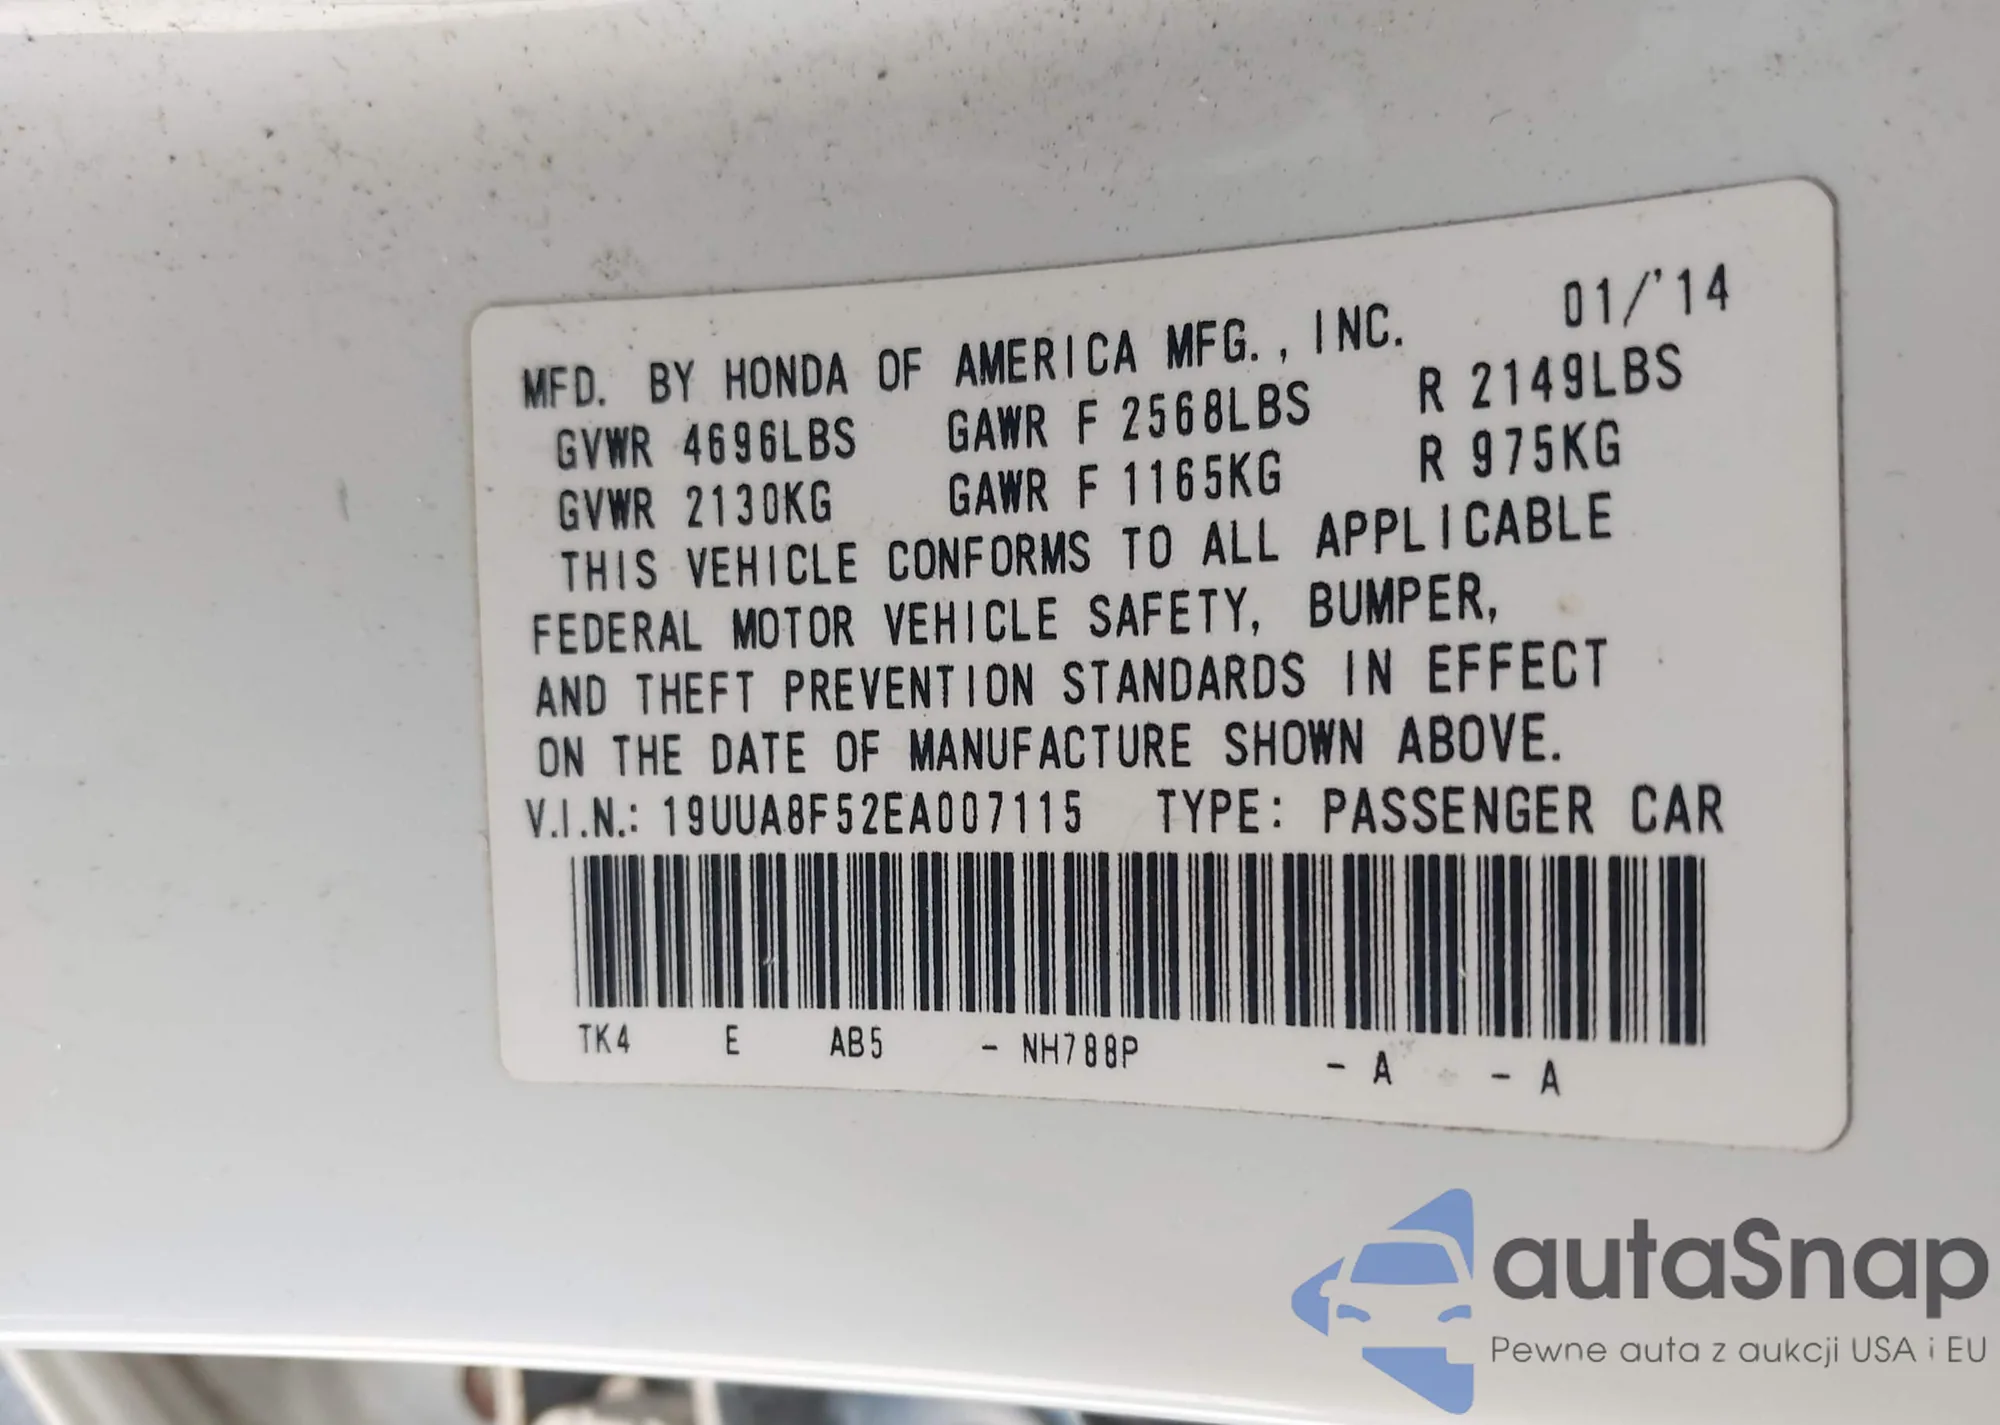 MFD. BY HONDA OF AMERICA MFG., INC. 01/'14
GVWR 4696LBS GAWR F 2568LBS R 2149LBS
GVWR 2130KG GAWR F 1165KG R 975KG
THIS VEHICLE CONFORMS TO ALL APPLICABLE
FEDERAL MOTOR VEHICLE SAFETY, BUMPER,
AND THEFT PREVENTION STANDARDS IN EFFECT
ON THE DATE OF MANUFACTURE SHOWN ABOVE.
V.I.N.: 19UUA8F52EA007115 TYPE: PASSENGER CAR
TK4 E AB5 - NH788P - A - A
autaSnap
Pewne auta z aukcji USA i EU